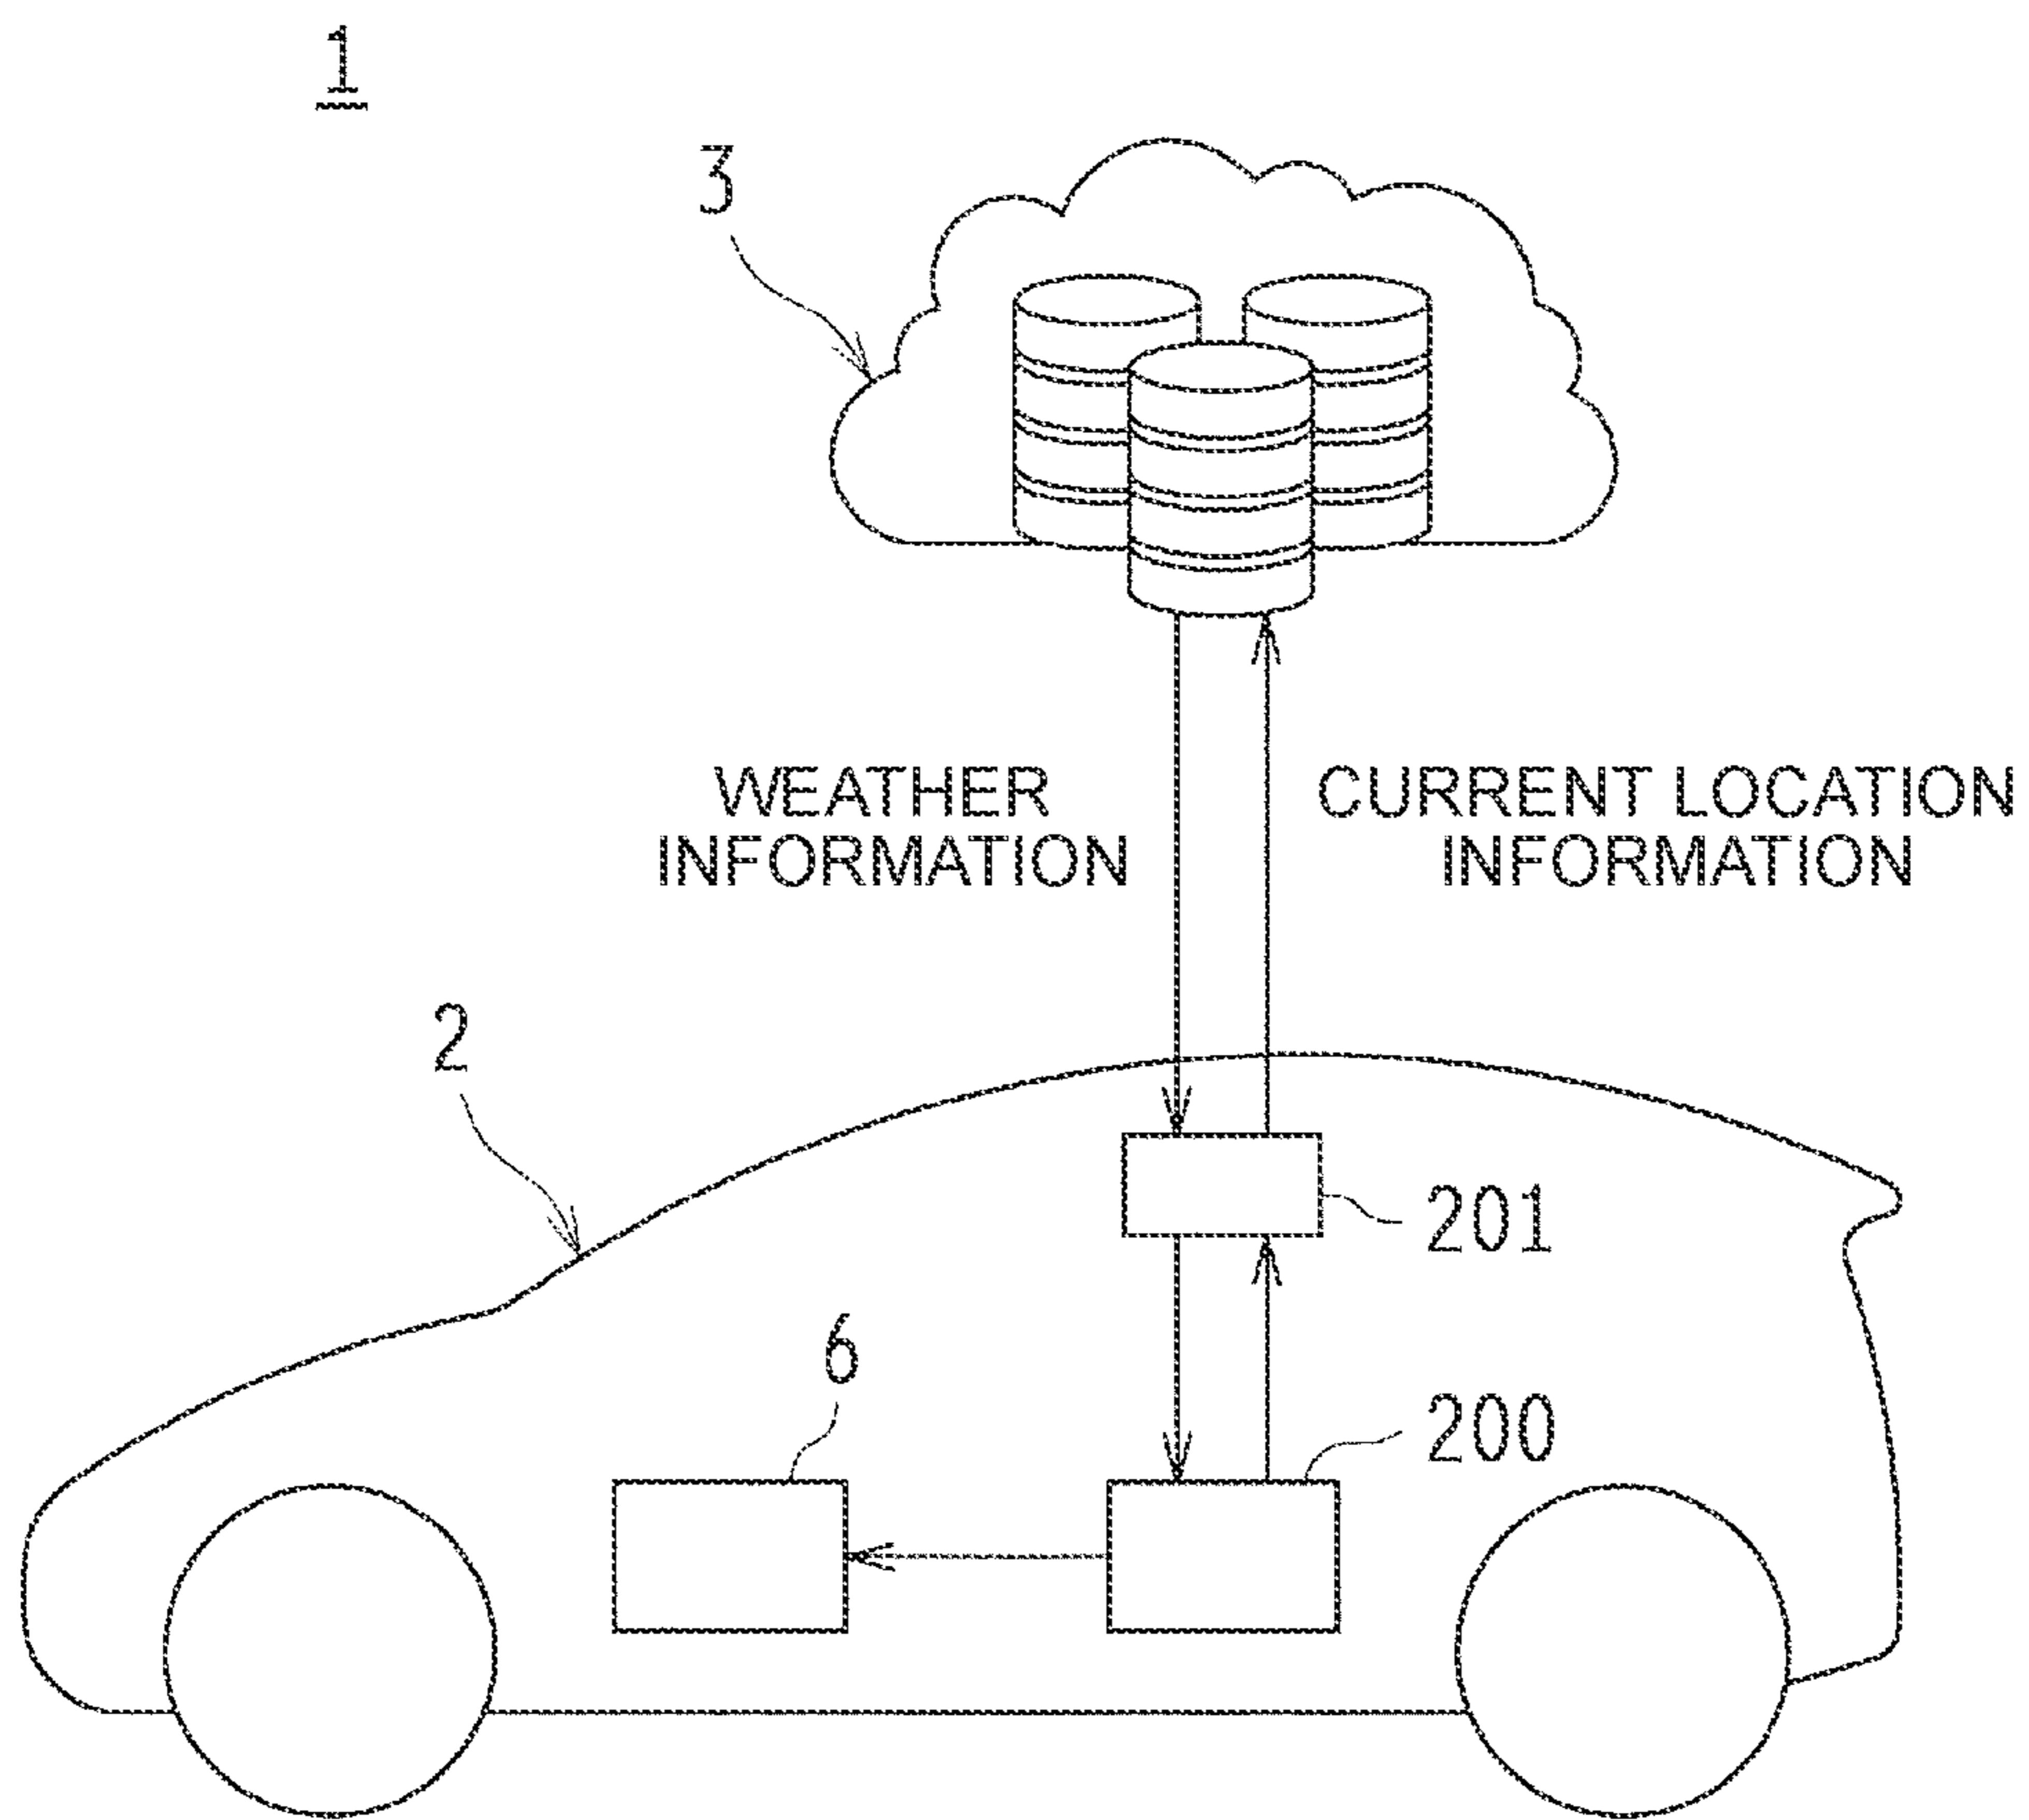 1
3
WEATHER
INFORMATION
CURRENT LOCATION
INFORMATION
2
201
6
200